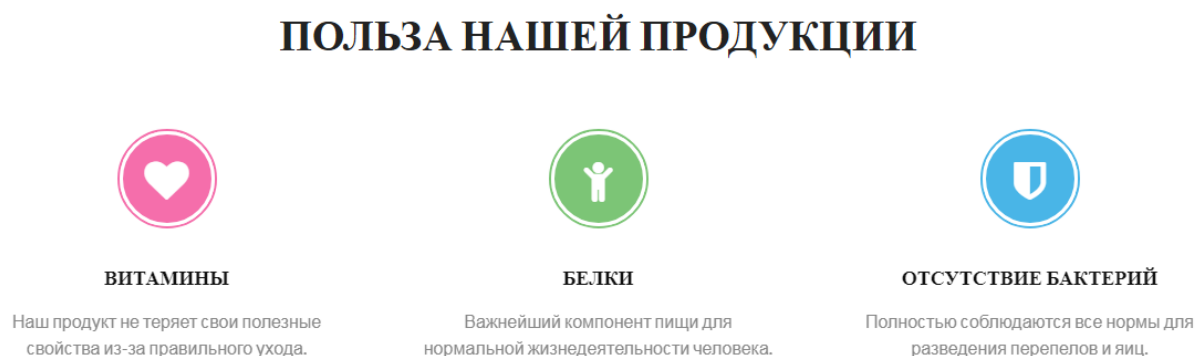 ПОЛЬЗА НАШЕЙ ПРОДУКЦИИ
ВИТАМИНЫ
Наш продукт не теряет свои полезные
свойства из-за правильного ухода.
БЕЛКИ
Важнейший компонент пищи для
нормальной жизнедеятельности человека.
ОТСУТСТВИЕ БАКТЕРИЙ
Полностью соблюдаются все нормы для
разведения перепелов и яиц.